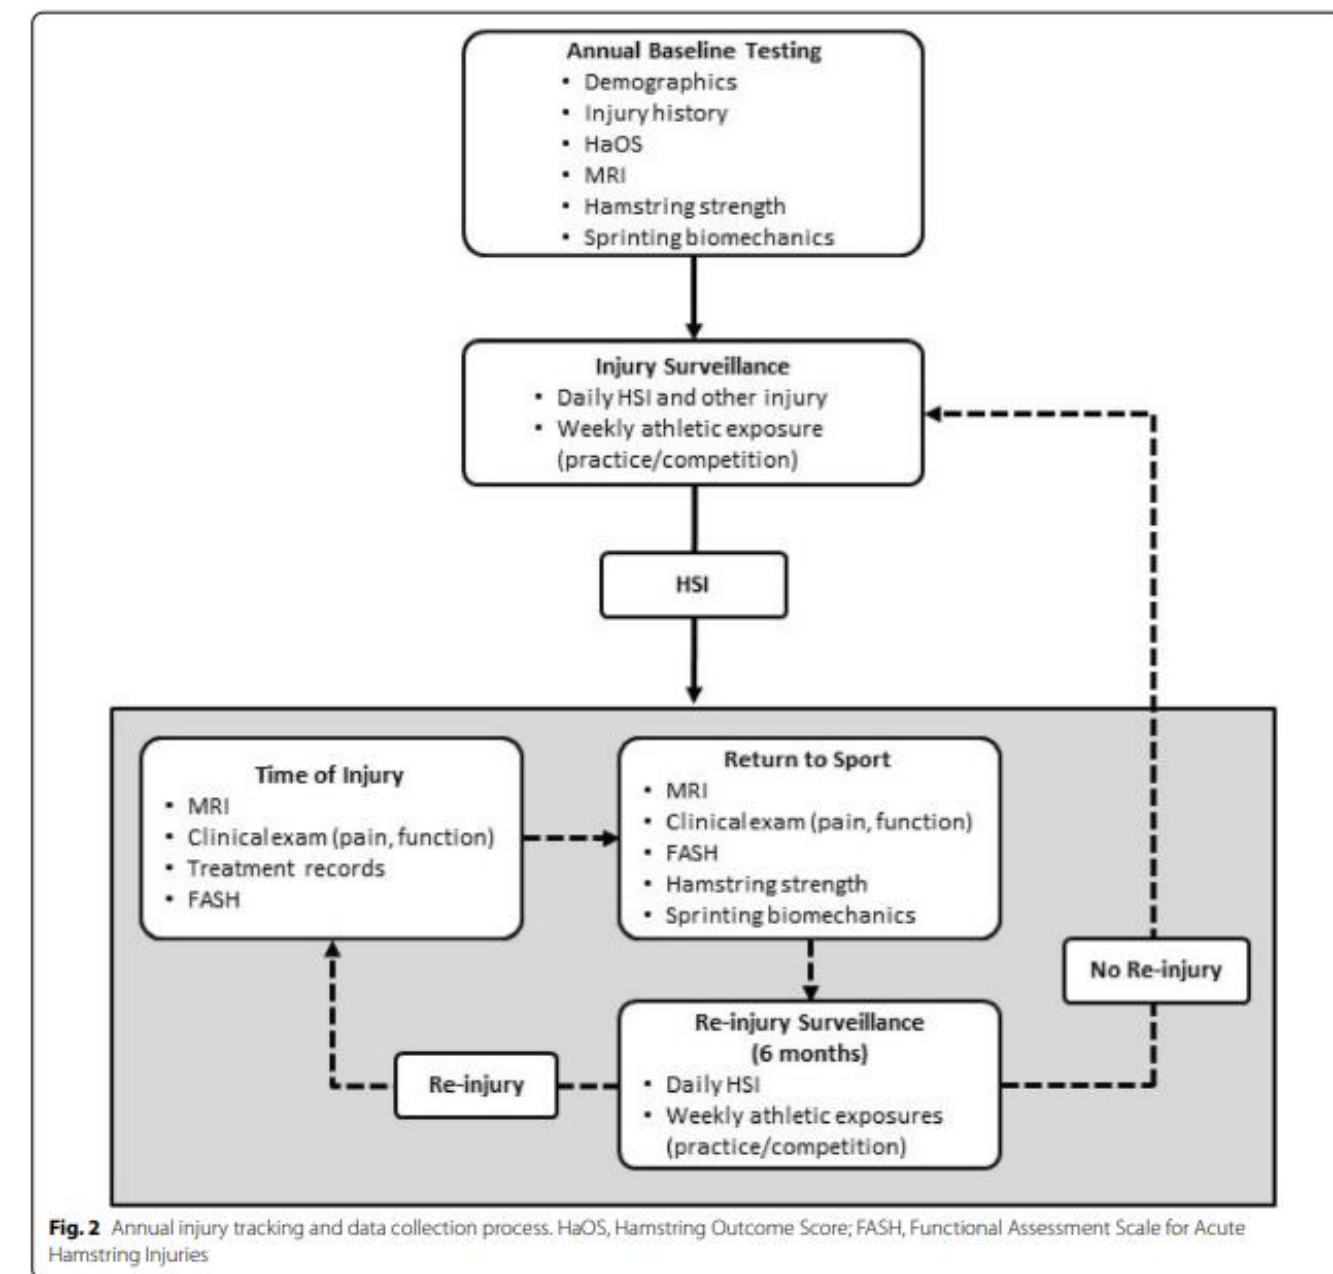 Annual Baseline Testing
• Demographics
• Injury history
• HaOS
• MRI
• Hamstring strength
• Sprinting biomechanics
Injury Surveillance
• Daily HSI and other injury
• Weekly athletic exposure
(practice/competition)
HSI
Time of Injury
• MRI
• Clinical exam (pain, function)
• Treatment records
• FASH
Return to Sport
• MRI
• Clinical exam (pain, function)
• FASH
• Hamstring strength
• Sprinting biomechanics
No Re-injury
Re-injury Surveillance
(6 months)
• Daily HSI
• Weekly athletic exposures
(practice/competition)
Re-injury
Fig. 2 Annual injury tracking and data collection process. HaOS, Hamstring Outcome Score; FASH, Functional Assessment Scale for Acute
Hamstring Injuries